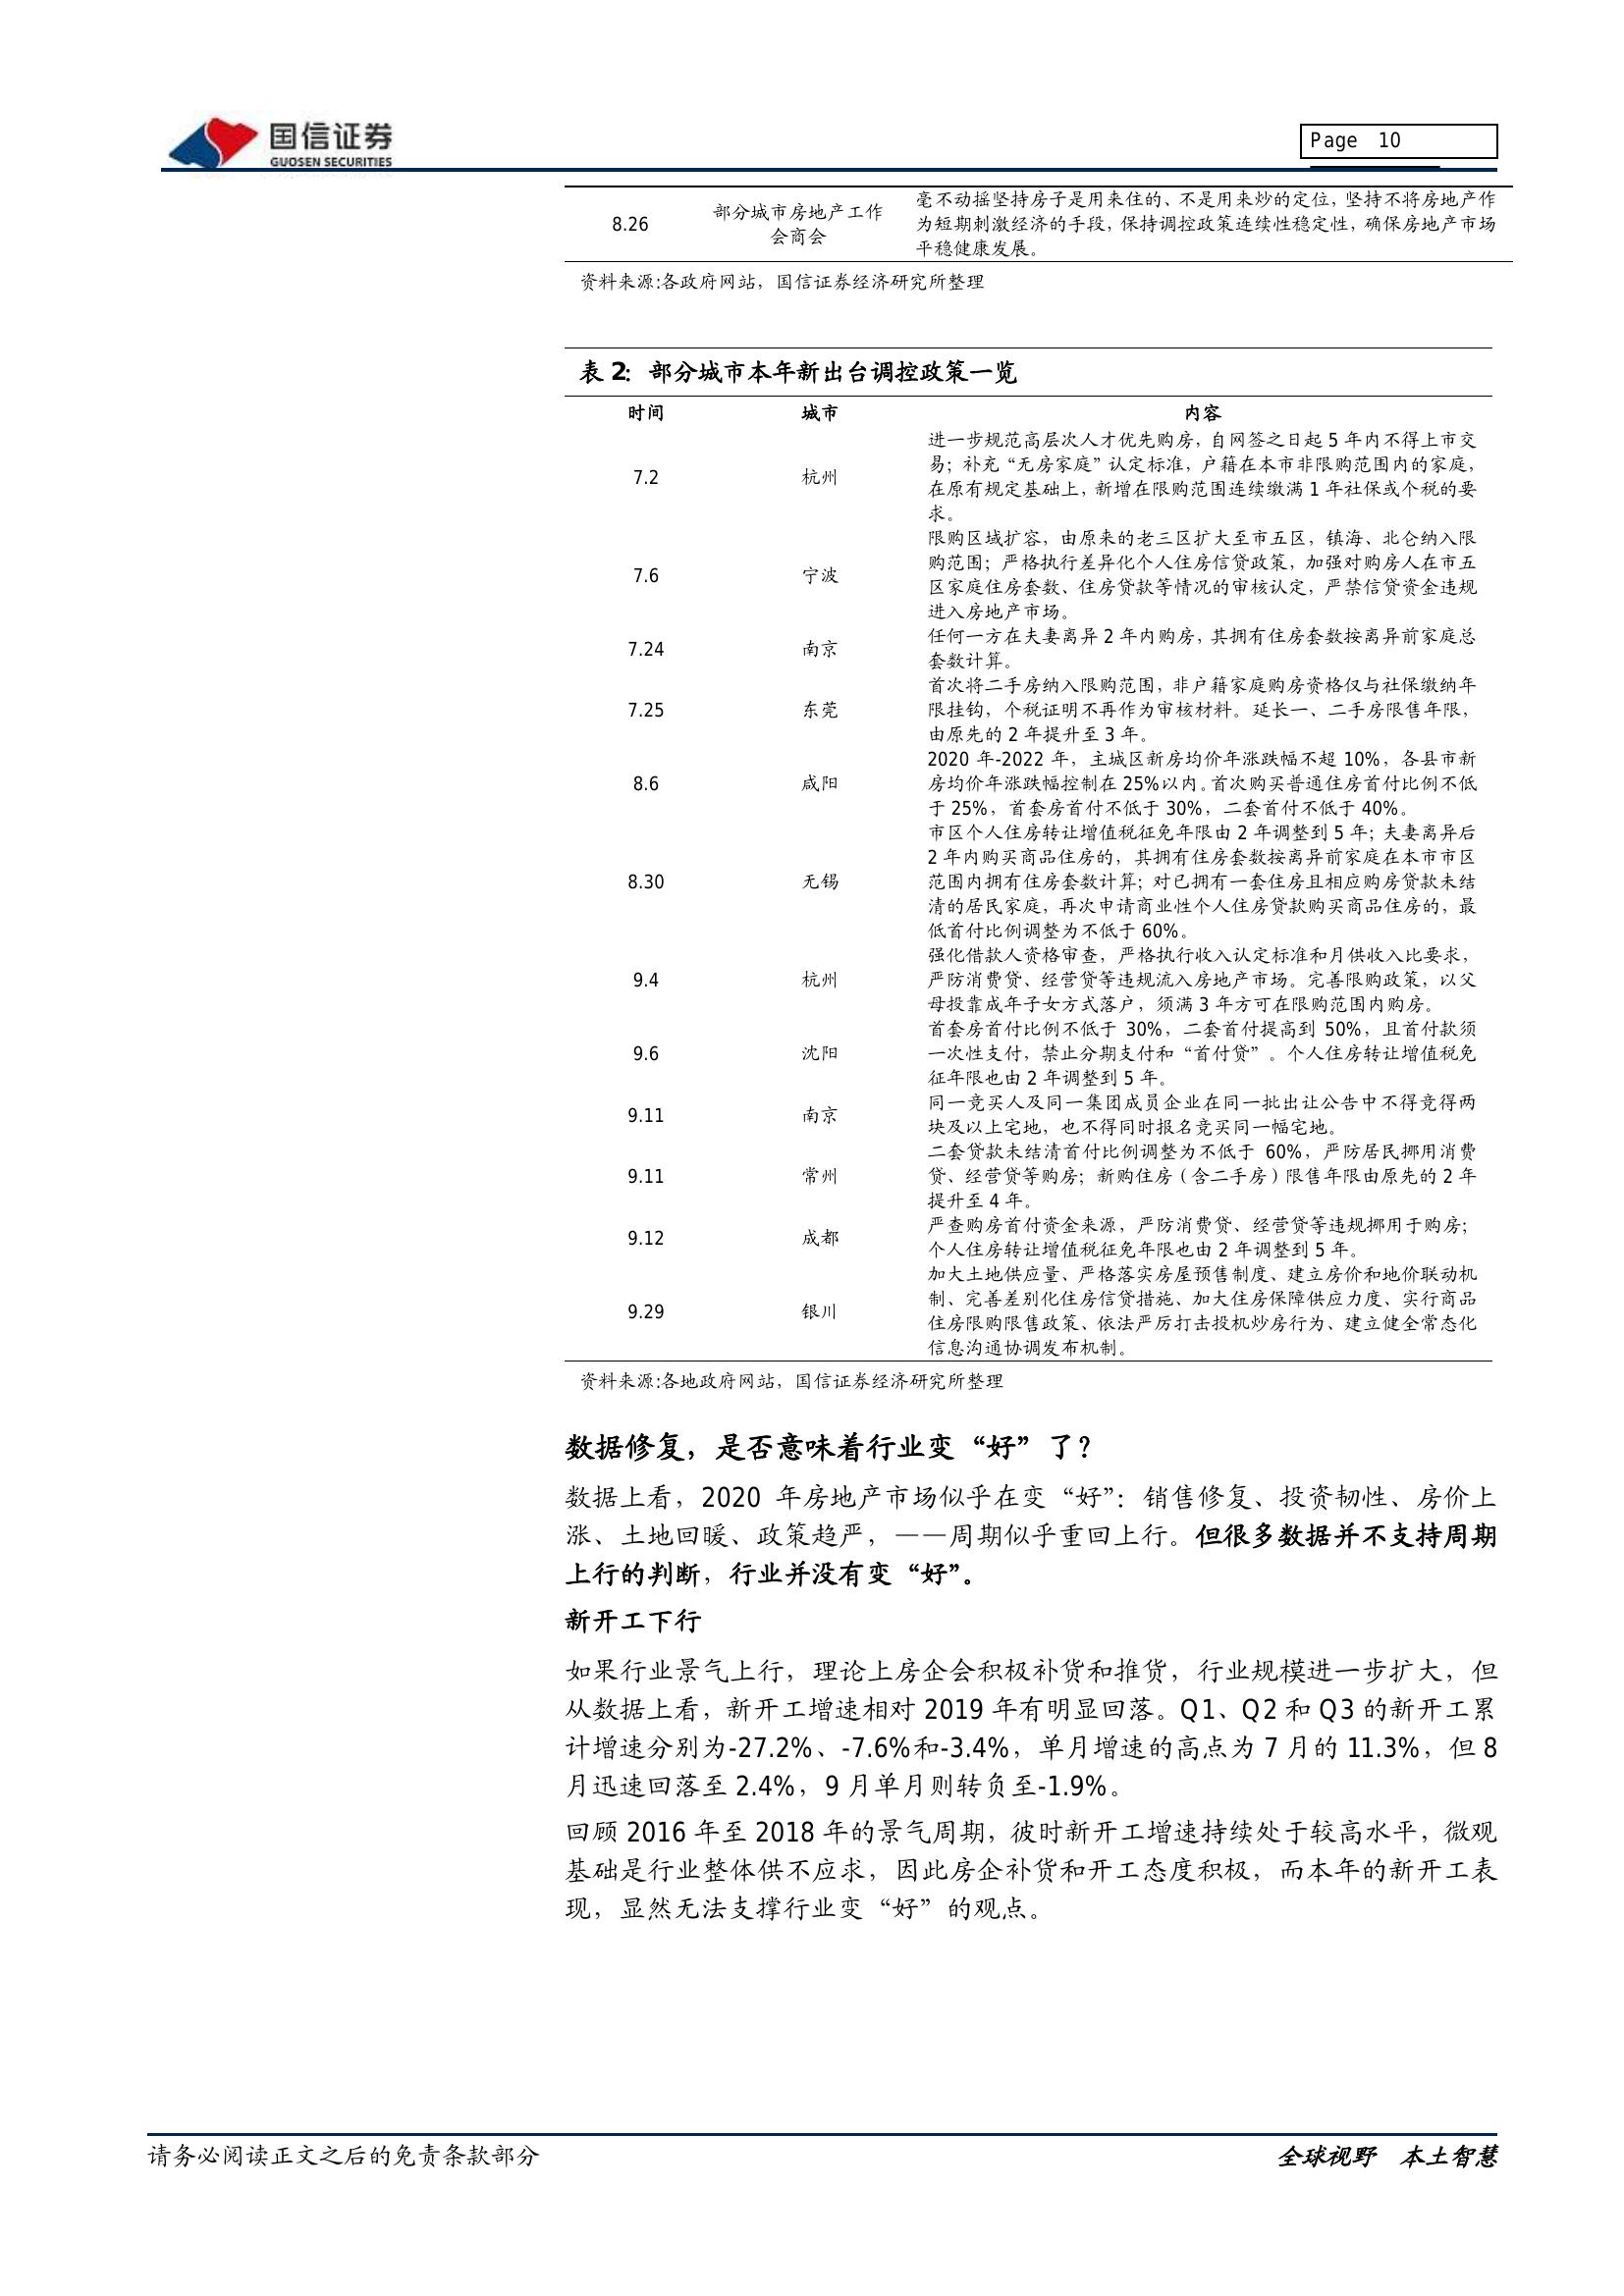 国信证券
GUOSEN SECURITIES
Page 10
8.26
部分城市房地产工作
会商会
毫不动摇坚持房子是用来住的、不是用来炒的定位，坚持不将房地产作
为短期刺激经济的手段，保持调控政策连续性稳定性，确保房地产市场
平稳健康发展。
资料来源:各政府网站，国信证券经济研究所整理
表 2：部分城市本年新出台调控政策一览
时间 城市 内容
7.2 杭州
进一步规范高层次人才优先购房，自网签之日起 5 年内不得上市交
易；补充“无房家庭”认定标准，户籍在本市非限购范围内的家庭，
在原有规定基础上，新增在限购范围连续缴满 1 年社保或个税的要
求。
7.6 宁波
限购区域扩容，由原来的老三区扩大至市五区，镇海、北仑纳入限
购范围；严格执行差异化个人住房信贷政策，加强对购房人在市五
区家庭住房套数、住房贷款等情况的审核认定，严禁信贷资金违规
进入房地产市场。
7.24 南京
任何一方在夫妻离异 2 年内购房，其拥有住房套数按离异前家庭总
套数计算。
7.25 东莞
首次将二手房纳入限购范围，非户籍家庭购房资格仅与社保缴纳年
限挂钩，个税证明不再作为审核材料。延长一、二手房限售年限，
由原先的 2 年提升至 3 年。
8.6 咸阳
2020 年-2022 年，主城区新房均价年涨跌幅不超 10%，各县市新
房均价年涨跌幅控制在 25%以内。首次购买普通住房首付比例不低
于 25%，首套房首付不低于 30%，二套首付不低于 40%。
8.30 无锡
市区个人住房转让增值税征免年限由 2 年调整到 5 年；夫妻离异后
2 年内购买商品住房的，其拥有住房套数按离异前家庭在本市市区
范围内拥有住房套数计算；对已拥有一套住房且相应购房贷款未结
清的居民家庭，再次申请商业性个人住房贷款购买商品住房的，最
低首付比例调整为不低于 60%。
9.4 杭州
强化借款人资格审查，严格执行收入认定标准和月供收入比要求，
严防消费贷、经营贷等违规流入房地产市场。完善限购政策，以父
母投靠成年子女方式落户，须满 3 年方可在限购范围内购房。
9.6 沈阳
首套房首付比例不低于 30%，二套首付提高到 50%，且首付款须
一次性支付，禁止分期支付和“首付贷”。个人住房转让增值税免
征年限也由 2 年调整到 5 年。
9.11 南京
同一竞买人及同一集团成员企业在同一批出让公告中不得竞得两
块及以上宅地，也不得同时报名竞买同一幅宅地。
9.11 常州
二套贷款未结清首付比例调整为不低于 60%，严防居民挪用消费
贷、经营贷等购房；新购住房（含二手房）限售年限由原先的 2 年
提升至 4 年。
9.12 成都
严查购房首付资金来源，严防消费贷、经营贷等违规挪用于购房；
个人住房转让增值税征免年限也由 2 年调整到 5 年。
9.29 银川
加大土地供应量、严格落实房屋预售制度、建立房价和地价联动机
制、完善差别化住房信贷措施、加大住房保障供应力度、实行商品
住房限购限售政策、依法严厉打击投机炒房行为、建立健全常态化
信息沟通协调发布机制。
资料来源:各地政府网站，国信证券经济研究所整理
数据修复，是否意味着行业变“好”了？
数据上看，2020 年房地产市场似乎在变“好”：销售修复、投资韧性、房价上
涨、土地回暖、政策趋严，——周期似乎重回上行。但很多数据并不支持周期
上行的判断，行业并没有变“好”。
新开工下行
如果行业景气上行，理论上房企会积极补货和推货，行业规模进一步扩大，但
从数据上看，新开工增速相对 2019 年有明显回落。Q1、Q2 和 Q3 的新开工累
计增速分别为-27.2%、-7.6%和-3.4%，单月增速的高点为 7 月的 11.3%，但 8
月迅速回落至 2.4%，9 月单月则转负至-1.9%。
回顾 2016 年至 2018 年的景气周期，彼时新开工增速持续处于较高水平，微观
基础是行业整体供不应求，因此房企补货和开工态度积极，而本年的新开工表
现，显然无法支撑行业变“好”的观点。
请务必阅读正文之后的免责条款部分
全球视野 本土智慧